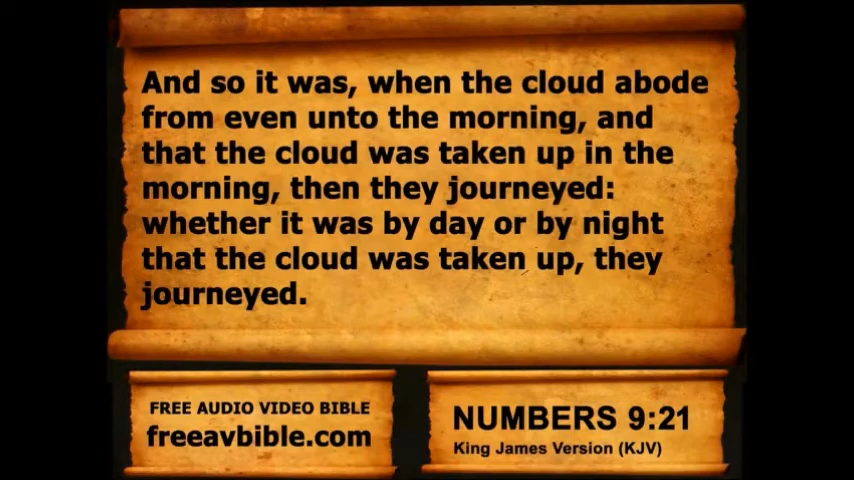 And so it was, when the cloud abode
from even unto the morning, and
that the cloud was taken up in the
morning, then they journeyed:
whether it was by day or by night
that the cloud was taken up, they
journeyed.
FREE AUDIO VIDEO BIBLE
freeavbible.com
NUMBERS 9:21
King James Version (KJV)